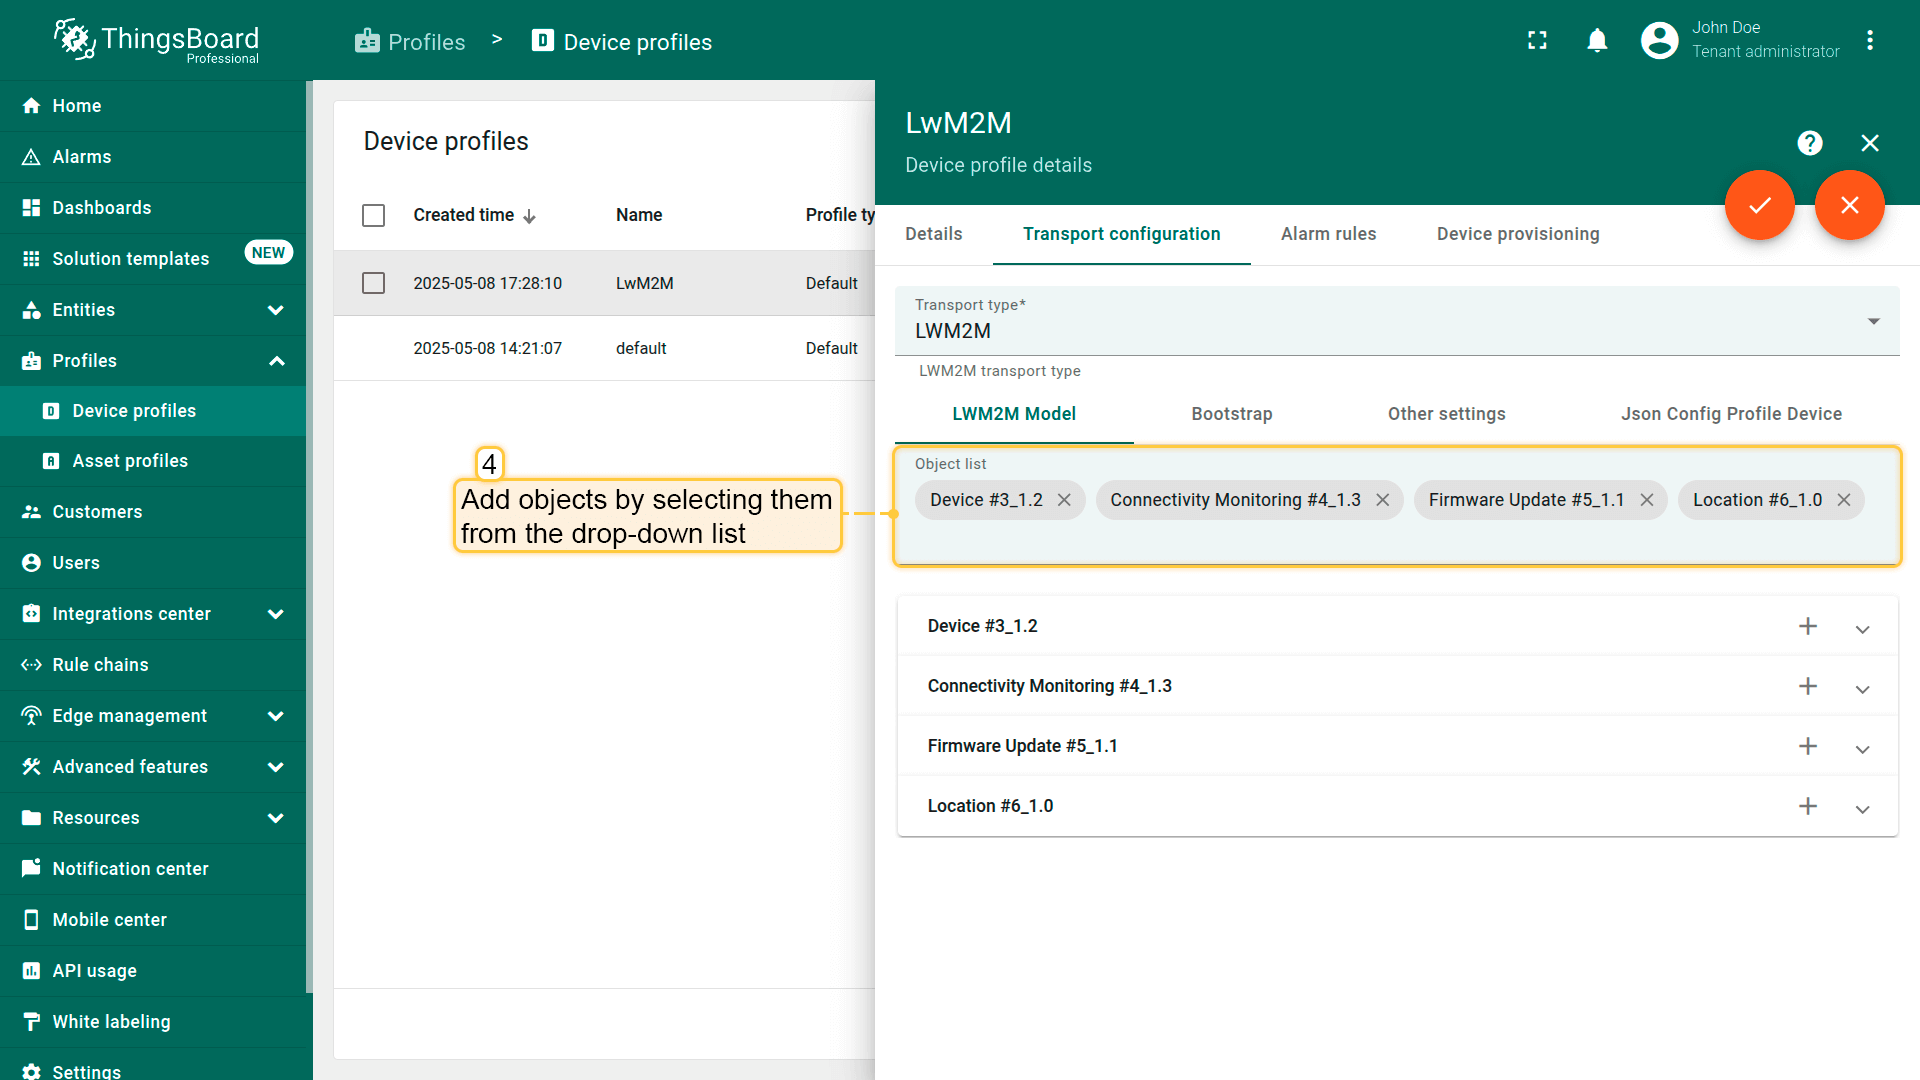 ThingsBoard
Professional
Profiles > Device profiles
John Doe
Tenant administrator
Home
Alarms
Dashboards
Solution templates NEW
Entities
Profiles
Device profiles
Asset profiles
Customers
Users
Integrations center
Rule chains
Edge management
Advanced features
Resources
Notification center
Mobile center
API usage
White labeling
Settings
Device profiles
Created time Name Profile ty
2025-05-08 17:28:10 LwM2M Default
2025-05-08 14:21:07 default Default
4
Add objects by selecting them
from the drop-down list
LwM2M
Device profile details
Details Transport configuration Alarm rules Device provisioning
Transport type*
LWM2M
LWM2M transport type
LWM2M Model Bootstrap Other settings Json Config Profile Device
Object list
Device #3_1.2 Connectivity Monitoring #4_1.3 Firmware Update #5_1.1 Location #6_1.0
Device #3_1.2
Connectivity Monitoring #4_1.3
Firmware Update #5_1.1
Location #6_1.0